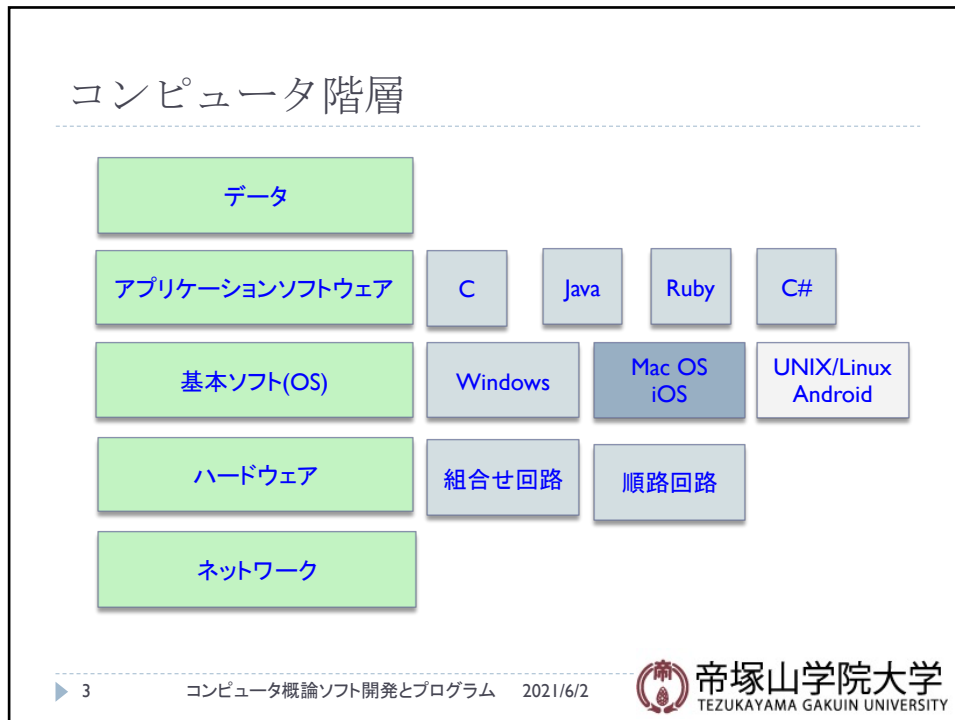 コンピュータ階層
データ
アプリケーションソフトウェア
C
Java
Ruby
C#
基本ソフト(OS)
Windows
Mac OS
iOS
UNIX/Linux
Android
ハードウェア
組合せ回路
順路回路
ネットワーク
3
コンピュータ概論ソフト開発とプログラム 2021/6/2
帝
帝塚山学院大学
TEZUKAYAMA GAKUIN UNIVERSITY